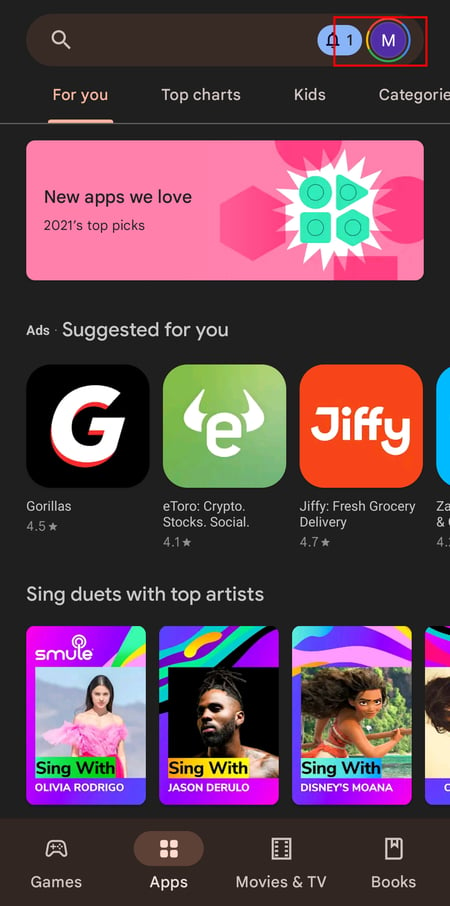 1
M
For you
Top charts
Kids
Categorie
New apps we love
2021's top picks
Ads · Suggested for you
G
e
Jiffy
Gorillas
eToro: Crypto.
Stocks. Social.
Jiffy: Fresh Grocery
Delivery
Za
& 
4.5★
4.1★
4.7★
4.
Sing duets with top artists
smule
Sing With
OLIVIA RODRIGO
Sing With
JASON DERULO
Sing With
DISNEY'S MOANA
Games
Apps
Movies & TV
Books